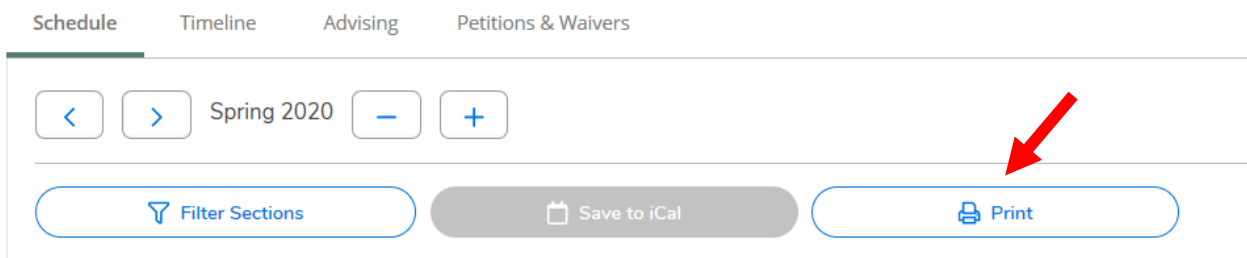 Schedule Timeline Advising Petitions & Waivers
Spring 2020
Filter Sections Save to iCal Print